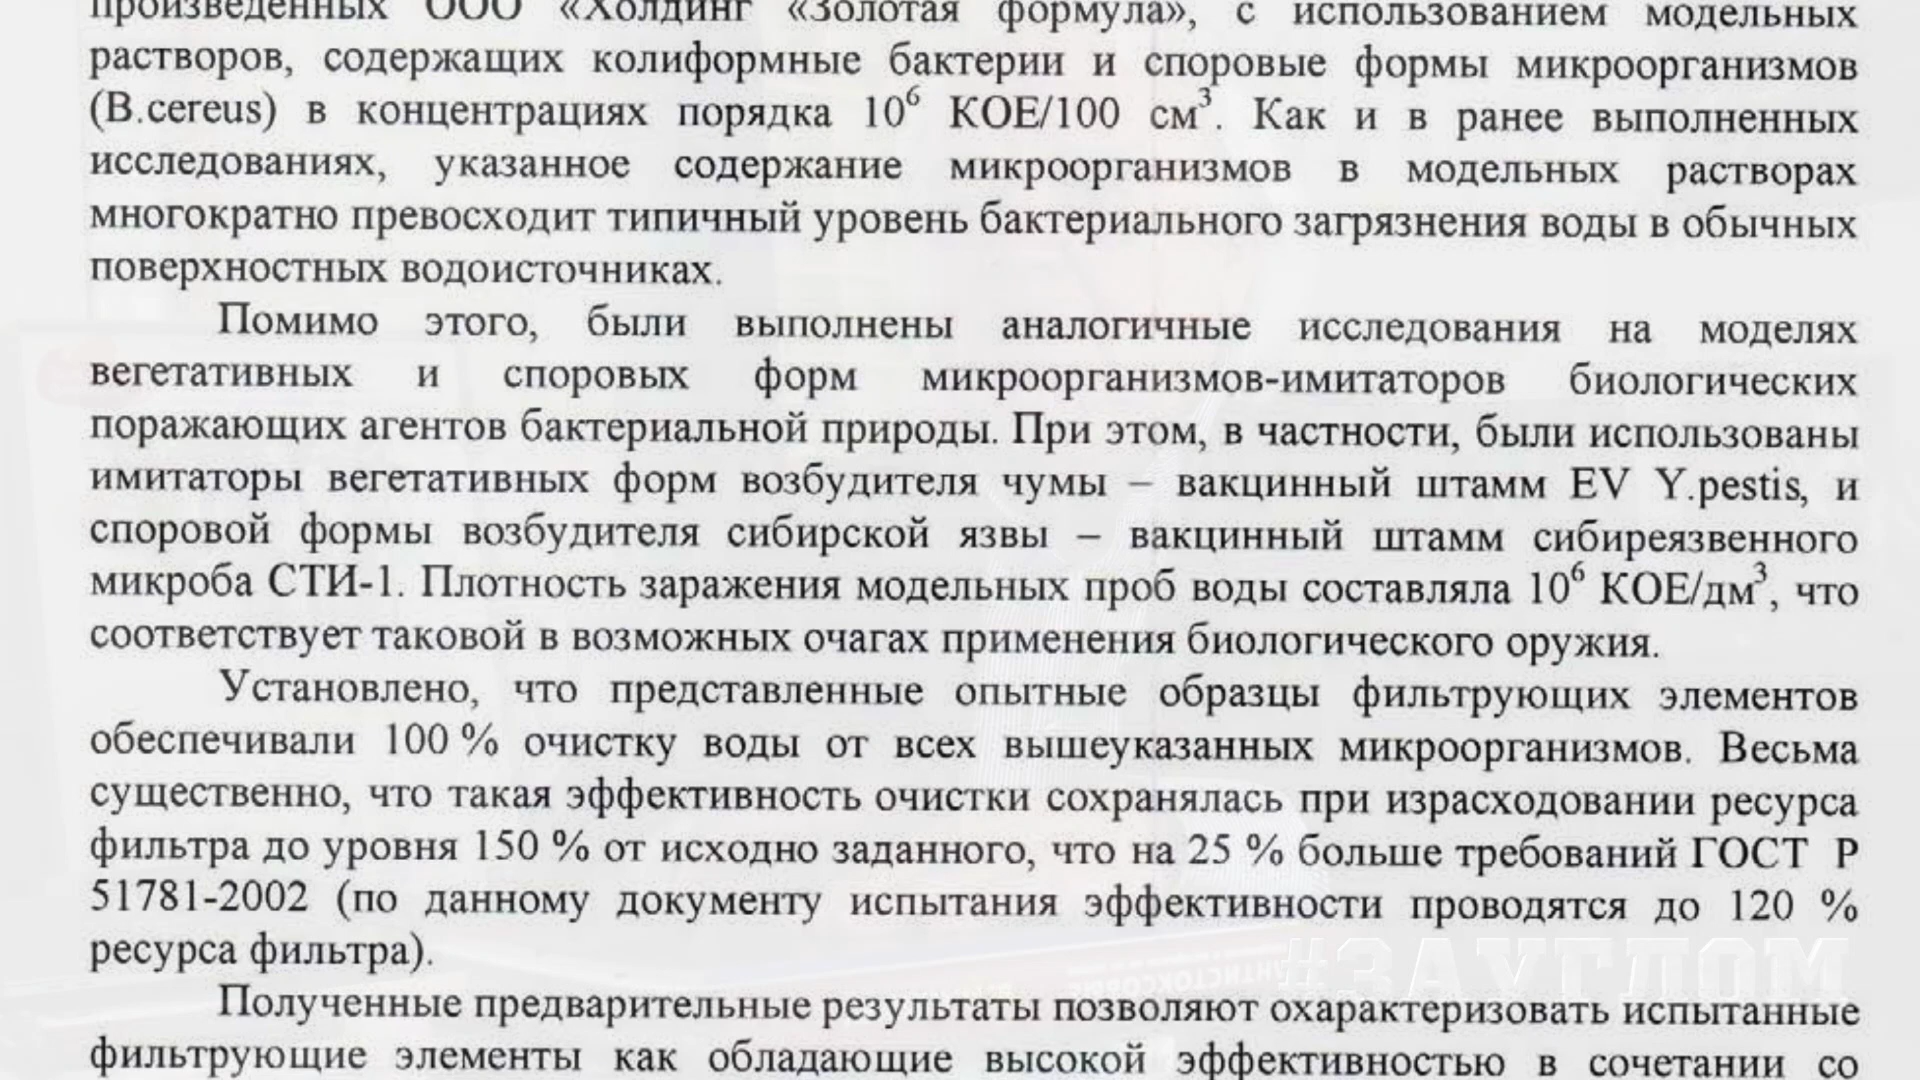 произведенных ООО «Холдинг «Золотая формула», с использованием модельных
растворов, содержащих колиформные бактерии и споровые формы микроорганизмов
(B.cereus) в концентрациях порядка 10⁶ КОЕ/100 см³. Как и в ранее выполненных
исследованиях, указанное содержание микроорганизмов в модельных растворах
многократно превосходит типичный уровень бактериального загрязнения воды в обычных
поверхностных водоисточниках.
Помимо этого, были выполнены аналогичные исследования на моделях
вегетативных и споровых форм микроорганизмов-имитаторов биологических
поражающих агентов бактериальной природы. При этом, в частности, были использованы
имитаторы вегетативных форм возбудителя чумы – вакцинный штамм EV Y.pestis, и
споровой формы возбудителя сибирской язвы – вакцинный штамм сибиреязвенного
микроба СТИ-1. Плотность заражения модельных проб воды составляла 10⁶ КОЕ/дм³, что
соответствует таковой в возможных очагах применения биологического оружия.
Установлено, что представленные опытные образцы фильтрующих элементов
обеспечивали 100 % очистку воды от всех вышеуказанных микроорганизмов. Весьма
существенно, что такая эффективность очистки сохранялась при израсходовании ресурса
фильтра до уровня 150 % от исходно заданного, что на 25 % больше требований ГОСТ Р
51781-2002 (по данному документу испытания эффективности проводятся до 120 %
ресурса фильтра).
#ЗАУГЛОМ
Полученные предварительные результаты позволяют охарактеризовать испытанные
фильтрующие элементы как обладающие высокой эффективностью в сочетании со